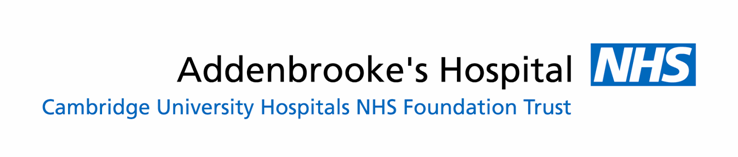 Addenbrooke's Hospital NHS
Cambridge University Hospitals NHS Foundation Trust